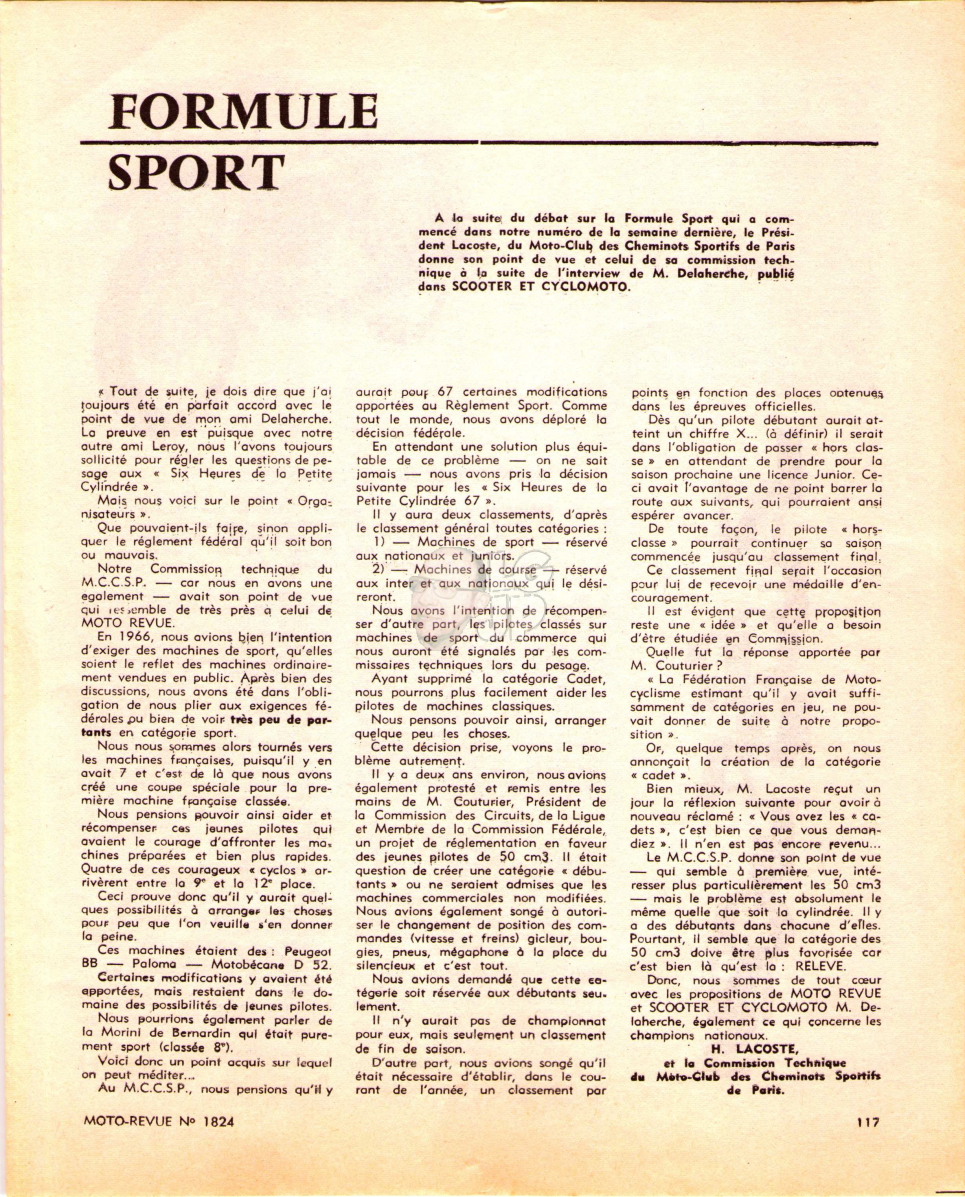 FORMULE
SPORT
A la suite du débat sur la Formule Sport qui a com-
mencé dans notre numéro de la semaine dernière, le Prési-
dent Lacoste, du Moto-Club des Cheminots Sportifs de Paris
donne son point de vue et celui de sa commission tech-
nique à la suite de l'interview de M. Delaherche, publié
dans SCOOTER ET CYCLOMOTO.
« Tout de suite, je dois dire que j'ai
toujours été en parfait accord avec le
point de vue de mon ami Delaherche.
La preuve en est puisque avec notre
autre ami Leroy, nous l'avons toujours
sollicité pour régler les questions de pe-
sage aux « Six Heures de la Petite
Cylindrée ».
Mais nous voici sur le point « Orga-
nisateurs ».
Que pouvaient-ils faire, sinon appli-
quer le réglement fédéral qu'il soit bon
ou mauvais.
Notre Commission technique du
M.C.C.S.P. — car nous en avons une
egalement — avait son point de vue
qui ressemble de très près à celui de
MOTO REVUE.
En 1966, nous avions bien l'intention
d'exiger des machines de sport, qu'elles
soient le reflet des machines ordinaire-
ment vendues en public. Après bien des
discussions, nous avons été dans l'obli-
gation de nous plier aux exigences fé-
dérales ou bien de voir très peu de par-
tants en catégorie sport.
Nous nous sommes alors tournés vers
les machines françaises, puisqu'il y en
avait 7 et c'est de là que nous avons
créé une coupe spéciale pour la pre-
mière machine française classée.
Nous pensions pouvoir ainsi aider et
récompenser ces jeunes pilotes qui
avaient le courage d'affronter les ma-
chines préparées et bien plus rapides.
Quatre de ces courageux « cyclos » ar-
rivèrent entre la 9e et la 12e place.
Ceci prouve donc qu'il y aurait quel-
ques possibilités à arranger les choses
pour peu que l'on veuille s'en donner
la peine.
Ces machines étaient des : Peugeot
BB — Paloma — Motobécane D 52.
Certaines modifications y avaient été
apportées, mais restaient dans le do-
maine des possibilités de jeunes pilotes.
Nous pourrions également parler de
la Morini de Bernardin qui était pure-
ment sport (classée 8e).
Voici donc un point acquis sur lequel
on peut méditer...
Au M.C.C.S.P., nous pensions qu'il y
aurait pour 67 certaines modifications
apportées au Règlement Sport. Comme
tout le monde, nous avons déploré la
décision fédérale.
En attendant une solution plus équi-
table de ce problème — on ne sait
jamais — nous avons pris la décision
suivante pour les « Six Heures de la
Petite Cylindrée 67 ».
Il y aura deux classements, d'après
le classement général toutes catégories :
1) — Machines de sport — réservé
aux nationaux et juniors.
2) — Machines de course — réservé
aux inter et aux nationaux qui le dési-
reront.
Nous avons l'intention de récompen-
ser d'autre part, les pilotes classés sur
machines de sport du commerce qui
nous auront été signalés par les com-
missaires techniques lors du pesage.
Ayant supprimé la catégorie Cadet,
nous pourrons plus facilement aider les
pilotes de machines classiques.
Nous pensons pouvoir ainsi, arranger
quelque peu les choses.
Cette décision prise, voyons le pro-
blème autrement.
Il y a deux ans environ, nous avions
également protesté et remis entre les
mains de M. Couturier, Président de
la Commission des Circuits, de la Ligue
et Membre de la Commission Fédérale,
un projet de réglementation en faveur
des jeunes pilotes de 50 cm3. Il était
question de créer une catégorie « débu-
tants » ou ne seraient admises que les
machines commerciales non modifiées.
Nous avions également songé à autori-
ser le changement de position des com-
mandes (vitesse et freins) gicleur, bou-
gies, pneus, mégaphone à la place du
silencieux et c'est tout.
Nous avions demandé que cette ca-
tégorie soit réservée aux débutants seu-
lement.
Il n'y aurait pas de championnat
pour eux, mais seulement un classement
de fin de saison.
D'autre part, nous avions songé qu'il
était nécessaire d'établir, dans le cou-
rant de l'année, un classement par
points en fonction des places obtenues
dans les épreuves officielles.
Dès qu'un pilote débutant aurait at-
teint un chiffre X... (à définir) il serait
dans l'obligation de passer « hors clas-
se » en attendant de prendre pour la
saison prochaine une licence Junior. Ce-
ci avait l'avantage de ne point barrer la
route aux suivants, qui pourraient ansi
espérer avancer.
De toute façon, le pilote « hors-
classe » pourrait continuer sa saison
commencée jusqu'au classement final.
Ce classement final serait l'occasion
pour lui de recevoir une médaille d'en-
couragement.
Il est évident que cette proposition
reste une « idée » et qu'elle a besoin
d'être étudiée en Commission.
Quelle fut la réponse apportée par
M. Couturier ?
« La Fédération Française de Moto-
cyclisme estimant qu'il y avait suffi-
samment de catégories en jeu, ne pou-
vait donner de suite à notre propo-
sition ».
Or, quelque temps après, on nous
annonçait la création de la catégorie
« cadet ».
Bien mieux, M. Lacoste reçut un
jour la réflexion suivante pour avoir à
nouveau réclamé : « Vous avez les « ca-
dets », c'est bien ce que vous deman-
diez ». Il n'en est pas encore revenu...
Le M.C.C.S.P. donne son point de vue
— qui semble à première vue, inté-
resser plus particulièrement les 50 cm3
— mais le problème est absolument le
même quelle que soit la cylindrée. Il y
a des débutants dans chacune d'elles.
Pourtant, il semble que la catégorie des
50 cm3 doive être plus favorisée car
c'est bien là qu'est la : RELEVE.
Donc, nous sommes de tout cœur
avec les propositions de MOTO REVUE
et SCOOTER ET CYCLOMOTO M. De-
laherche, également ce qui concerne les
champions nationaux.
H. LACOSTE,
et la Commission Technique
du Moto-Club des Cheminots Sportifs
de Paris.
MOTO-REVUE No 1824
117